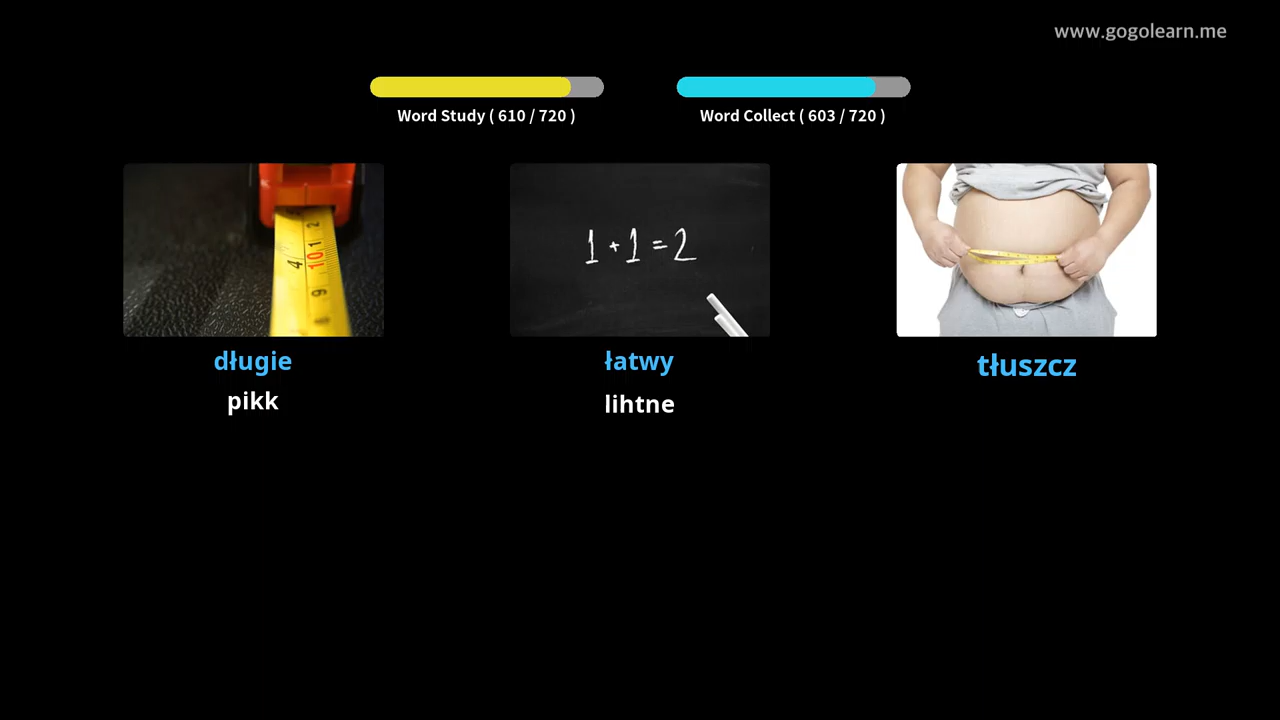 www.gogolearn.me
Word Study ( 610 / 720 )
Word Collect ( 603 / 720 )
1 + 1 = 2
długie
łatwy
tłuszcz
pikk
lihtne